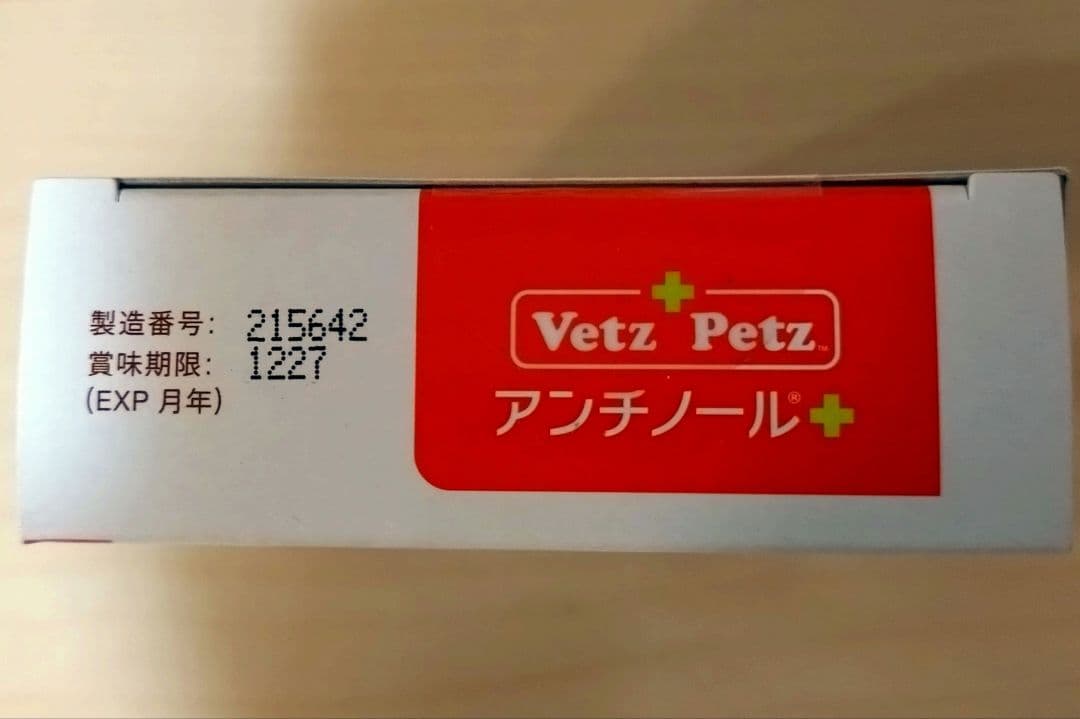 製造番号: 215642
賞味期限: 1227
(EXP 月年)
Vetz Petz™
アンチノール®